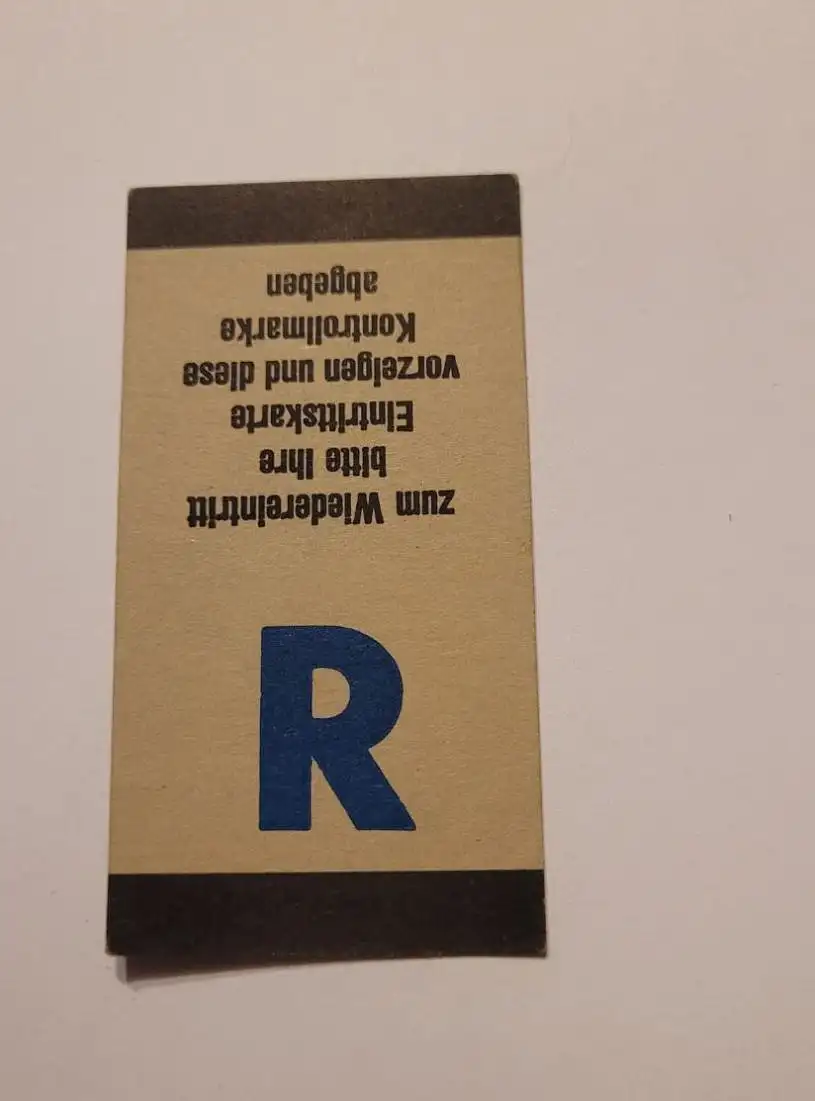 zum Wiedereintritt
bitte Ihre
Eintrittskarte
vorzeigen und diese
Kontrollmarke
abgeben
R